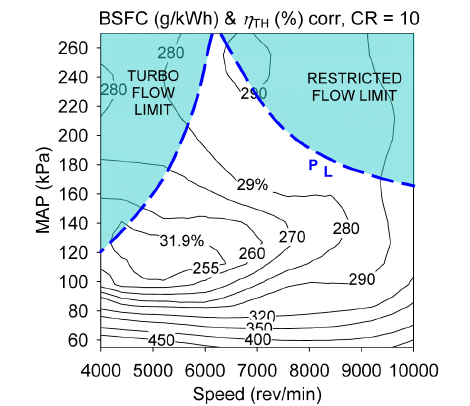 BSFC (g/kWh) & ηTH (%) corr, CR = 10
260
240
220
200
180
160
140
120
100
80
60
MAP (kPa)
280
280
TURBO
FLOW
LIMIT
290
RESTRICTED
FLOW LIMIT
P L
29%
31.9%
255
260
270
280
290
320
350
400
450
4000 5000 6000 7000 8000 9000 10000
Speed (rev/min)